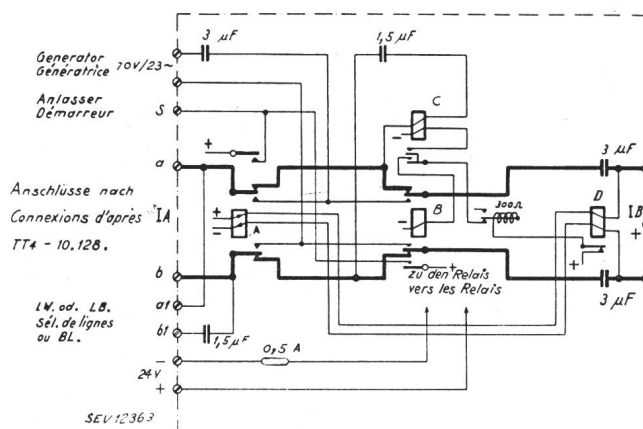 3 µF
1,5 µF
Generator
Génératrice
70V/23~
Anlasser
Démarreur
S
C
-
+
a
3 µF
300Ω
D
Anschlüsse nach
Connexions d'après
TT4 - 10.128.
IA
+
-
A
-
B
IB
+
+
b
+
zu den Relais
vers les Relais
3 µF
LW. od. LB.
Sél. de lignes
ou BL.
a1
b1
1,5 µF
-
24V
+
0,5 A
SEV 12363